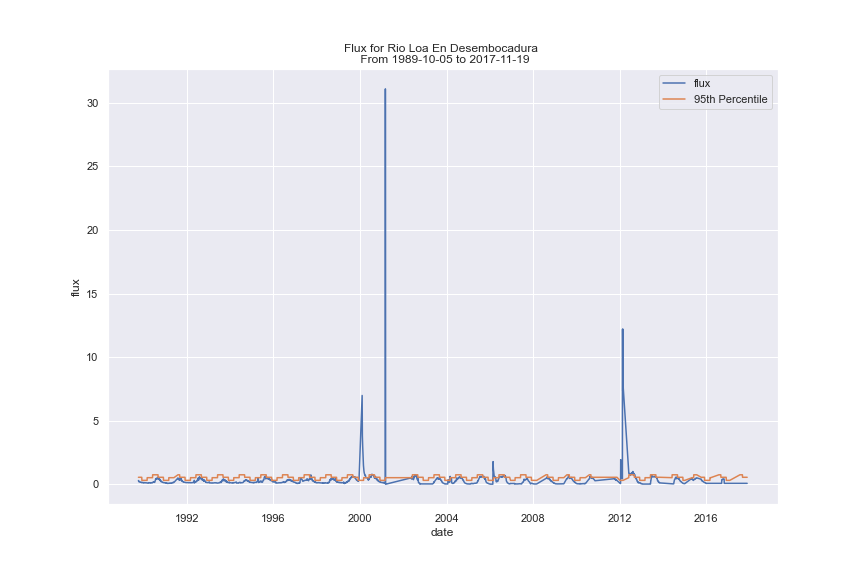 Flux for Rio Loa En Desembocadura
From 1989-10-05 to 2017-11-19
flux
95th Percentile
30
25
20
15
10
5
0
flux
1992
1996
2000
2004
2008
2012
2016
date